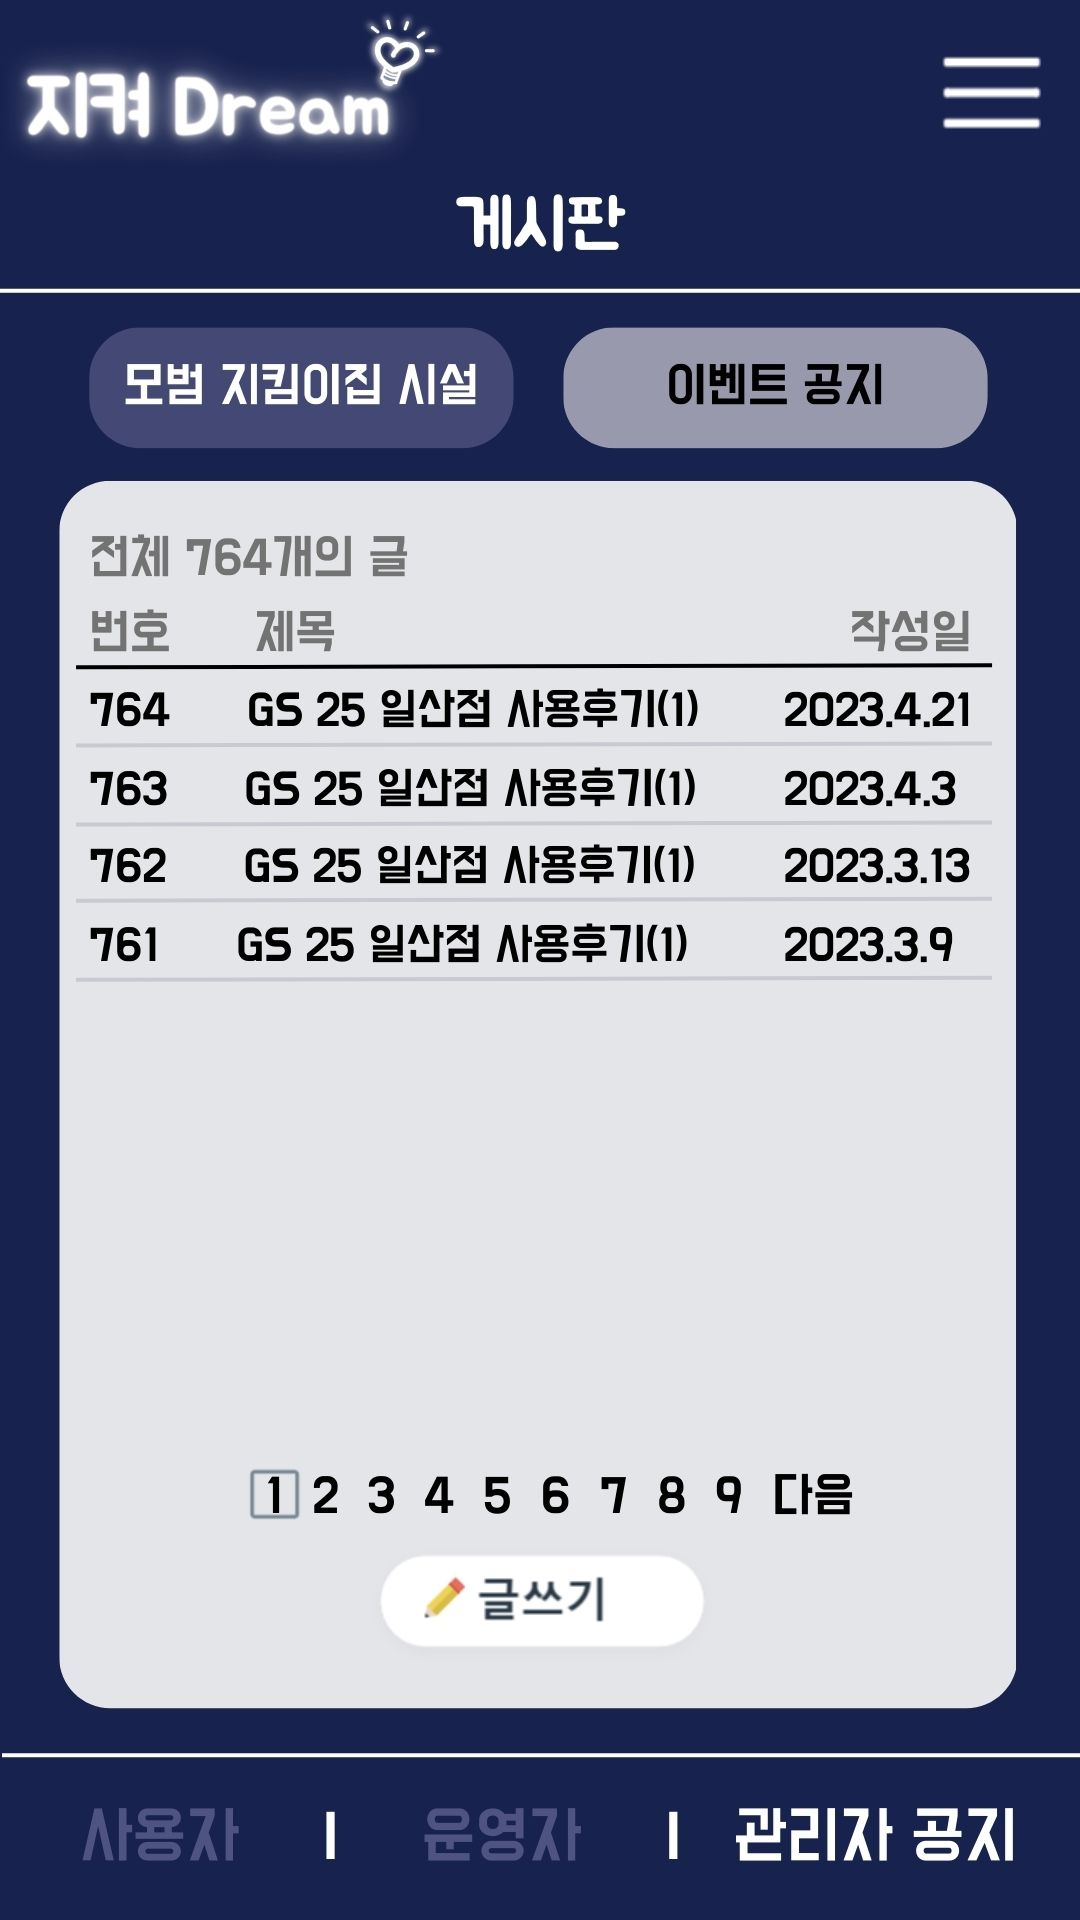 지켜 Dream
게시판
모범 지킴이집 시설
이벤트 공지
전체 764개의 글
번호 제목 작성일
764 GS 25 일산점 사용후기(1) 2023.4.21
763 GS 25 일산점 사용후기(1) 2023.4.3
762 GS 25 일산점 사용후기(1) 2023.3.13
761 GS 25 일산점 사용후기(1) 2023.3.9
1 2 3 4 5 6 7 8 9 다음
글쓰기
사용자 | 운영자 | 관리자 공지